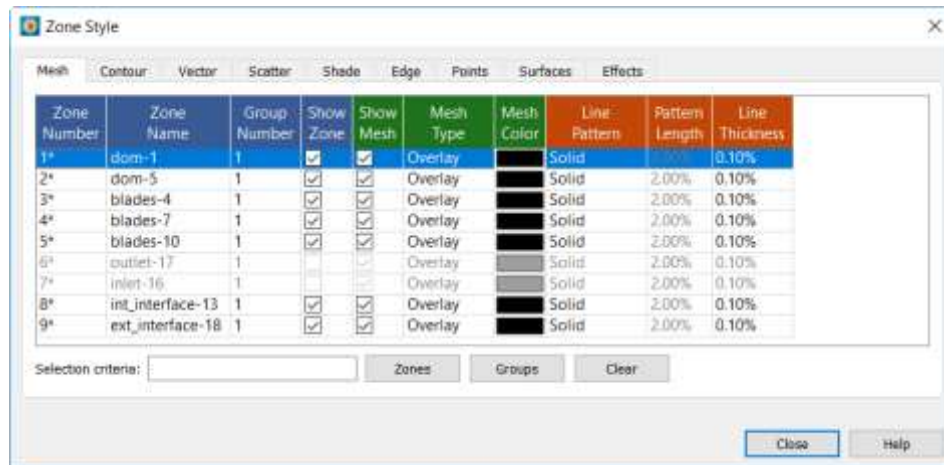 Zone Style
Mesh Contour Vector Scatter Shade Edge Points Surfaces Effects
Zone Number Zone Name Group Number Show Zone Show Mesh Mesh Type Mesh Color Line Pattern Pattern Length Line Thickness
1* dom-1 1 Overlay Solid 2.00% 0.10%
2* dom-5 1 Overlay Solid 2.00% 0.10%
3* blades-4 1 Overlay Solid 2.00% 0.10%
4* blades-7 1 Overlay Solid 2.00% 0.10%
5* blades-10 1 Overlay Solid 2.00% 0.10%
6* outlet-17 1 Overlay Solid 2.00% 0.10%
7* inlet-16 1 Overlay Solid 2.00% 0.10%
8* int_interface-13 1 Overlay Solid 2.00% 0.10%
9* ext_interface-18 1 Overlay Solid 2.00% 0.10%
Selection criteria: Zones Groups Clear
Close Help